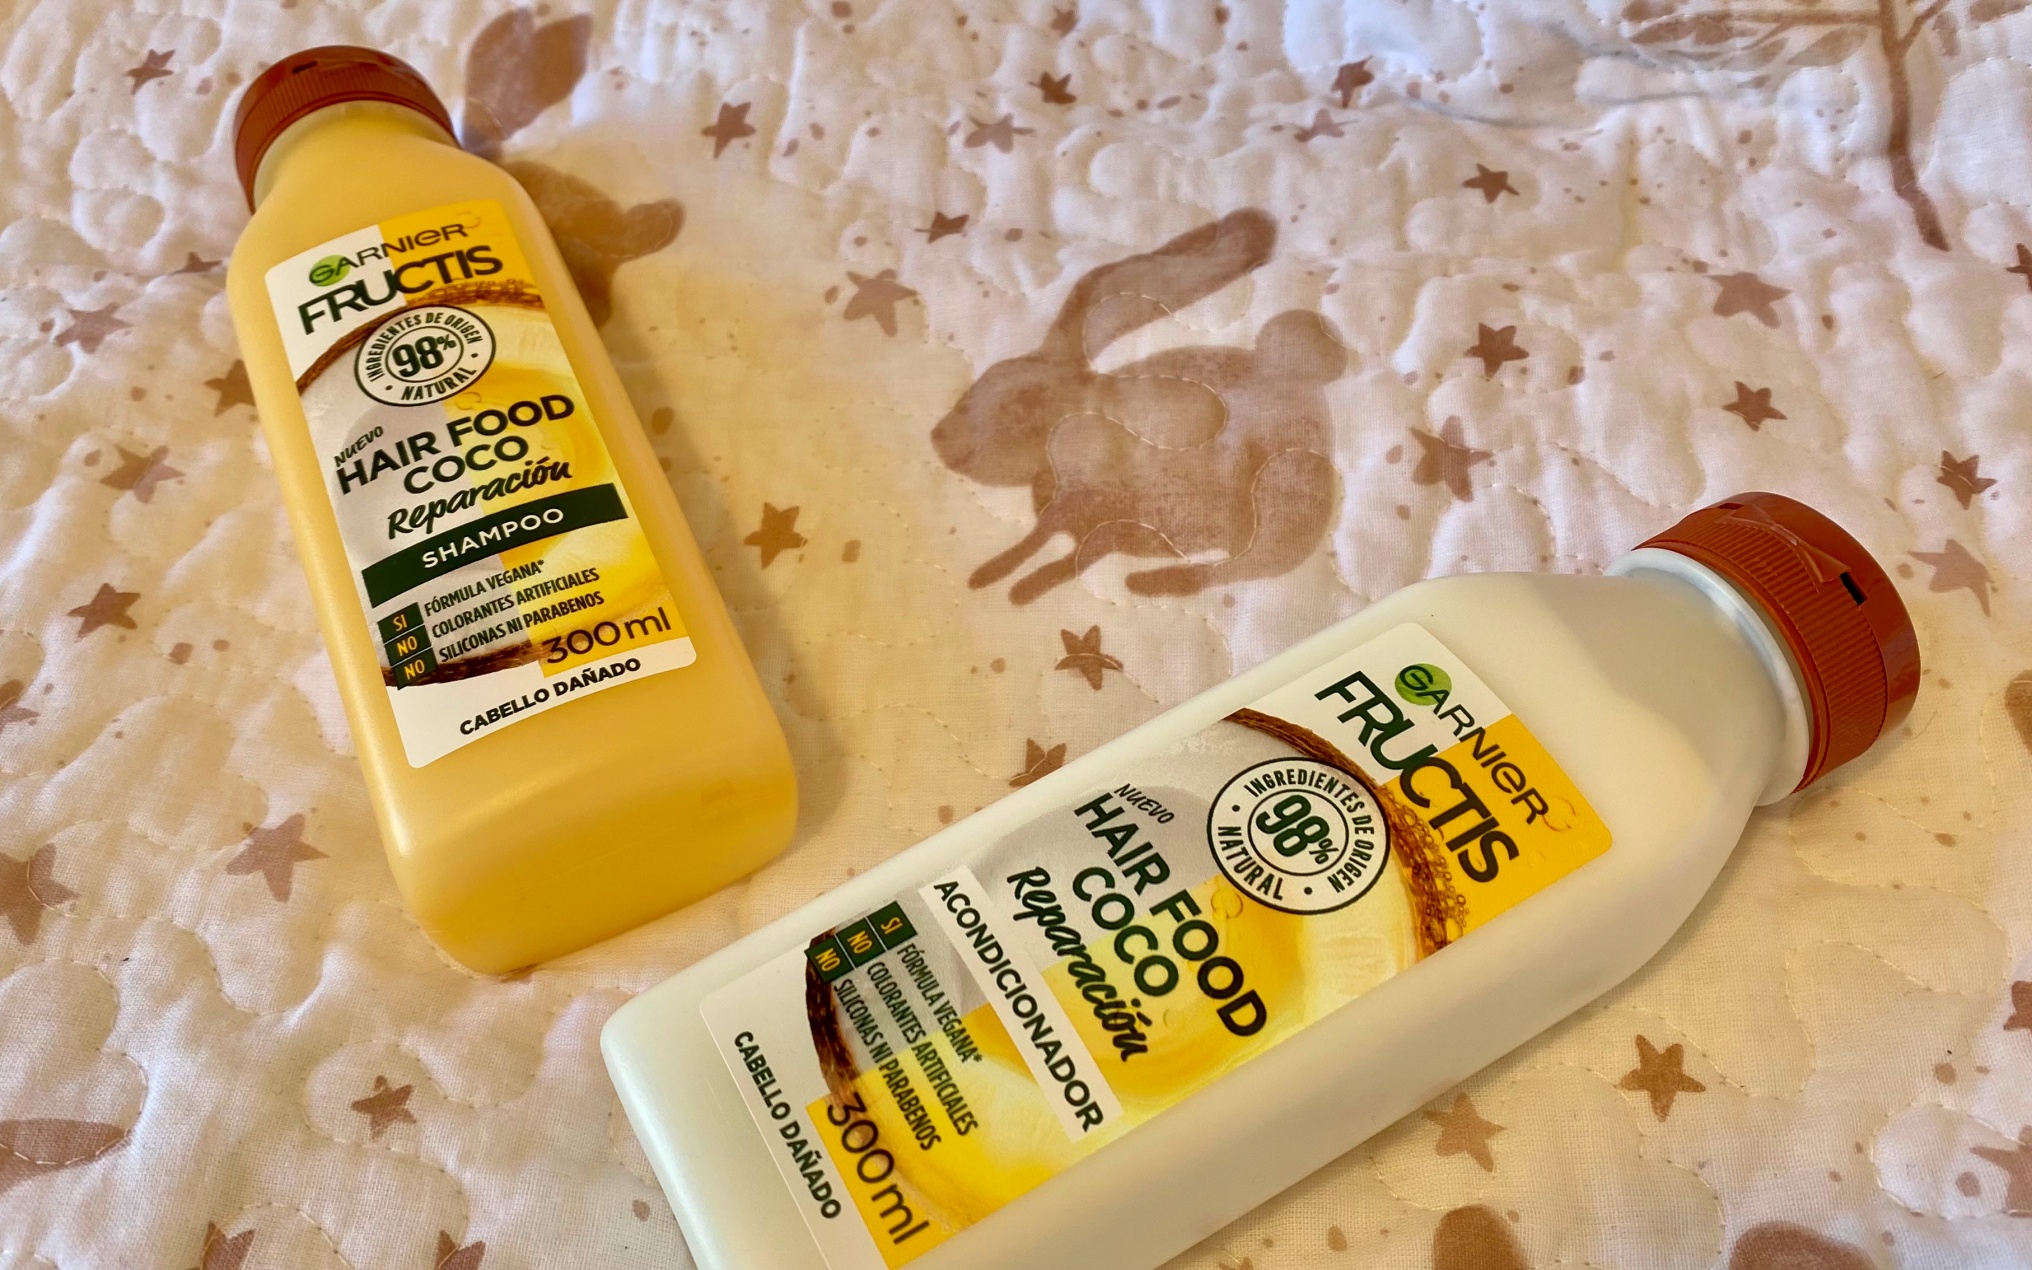 GARNIER
FRUCTIS
INGREDIENTES DE ORIGEN
98%
NATURAL
NUEVO
HAIR FOOD
COCO
Reparación
SHAMPOO
SI FÓRMULA VEGANA*
NO COLORANTES ARTIFICIALES
NO SILICONAS NI PARABENOS
300ml
CABELLO DAÑADO
GARNIER
FRUCTIS
INGREDIENTES DE ORIGEN
98%
NATURAL
NUEVO
HAIR FOOD
COCO
Reparación
ACONDICIONADOR
SI FÓRMULA VEGANA*
NO COLORANTES ARTIFICIALES
NO SILICONAS NI PARABENOS
300ml
CABELLO DAÑADO